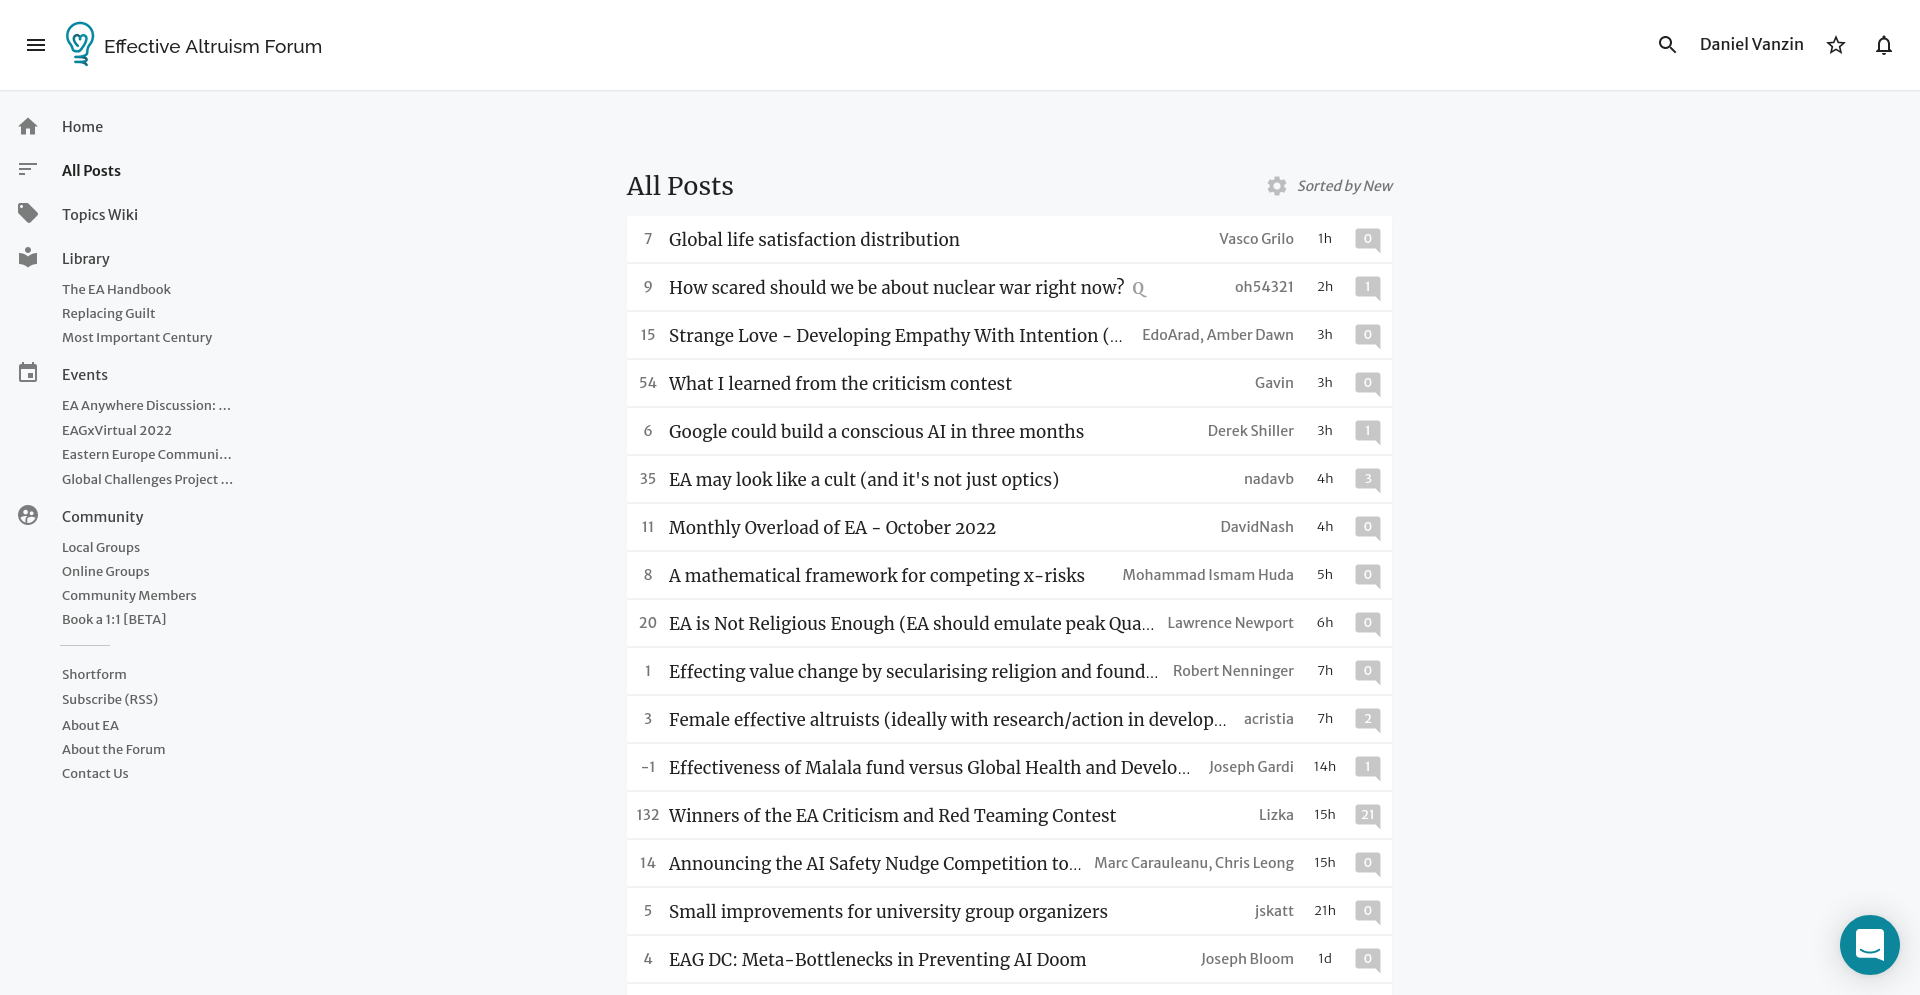 Effective Altruism Forum
Daniel Vanzin
Home
All Posts
Topics Wiki
Library
The EA Handbook
Replacing Guilt
Most Important Century
Events
EA Anywhere Discussion: ...
EAGxVirtual 2022
Eastern Europe Communi...
Global Challenges Project ...
Community
Local Groups
Online Groups
Community Members
Book a 1:1 [BETA]
Shortform
Subscribe (RSS)
About EA
About the Forum
Contact Us
All Posts
Sorted by New
7 Global life satisfaction distribution Vasco Grilo 1h 0
9 How scared should we be about nuclear war right now? Q oh54321 2h 1
15 Strange Love - Developing Empathy With Intention (... EdoArad, Amber Dawn 3h 0
54 What I learned from the criticism contest Gavin 3h 0
6 Google could build a conscious AI in three months Derek Shiller 3h 1
35 EA may look like a cult (and it's not just optics) nadavb 4h 3
11 Monthly Overload of EA - October 2022 DavidNash 4h 0
8 A mathematical framework for competing x-risks Mohammad Ismam Huda 5h 0
20 EA is Not Religious Enough (EA should emulate peak Qua... Lawrence Newport 6h 0
1 Effecting value change by secularising religion and found... Robert Nenninger 7h 0
3 Female effective altruists (ideally with research/action in develop... acristia 7h 2
-1 Effectiveness of Malala fund versus Global Health and Develo... Joseph Gardi 14h 1
132 Winners of the EA Criticism and Red Teaming Contest Lizka 15h 21
14 Announcing the AI Safety Nudge Competition to... Marc Carauleanu, Chris Leong 15h 0
5 Small improvements for university group organizers jskatt 21h 0
4 EAG DC: Meta-Bottlenecks in Preventing AI Doom Joseph Bloom 1d 0